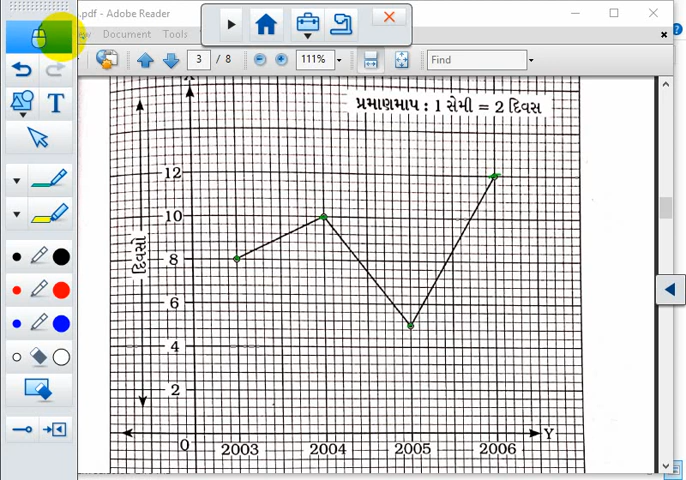 .pdf - Adobe Reader
Document Tools
3 / 8 111% Find
પ્રમાણમાપ : 1 સેમી = 2 દિવસ
12
10
દિવસો
8
6
4
2
0
2003 2004 2005 2006 Y